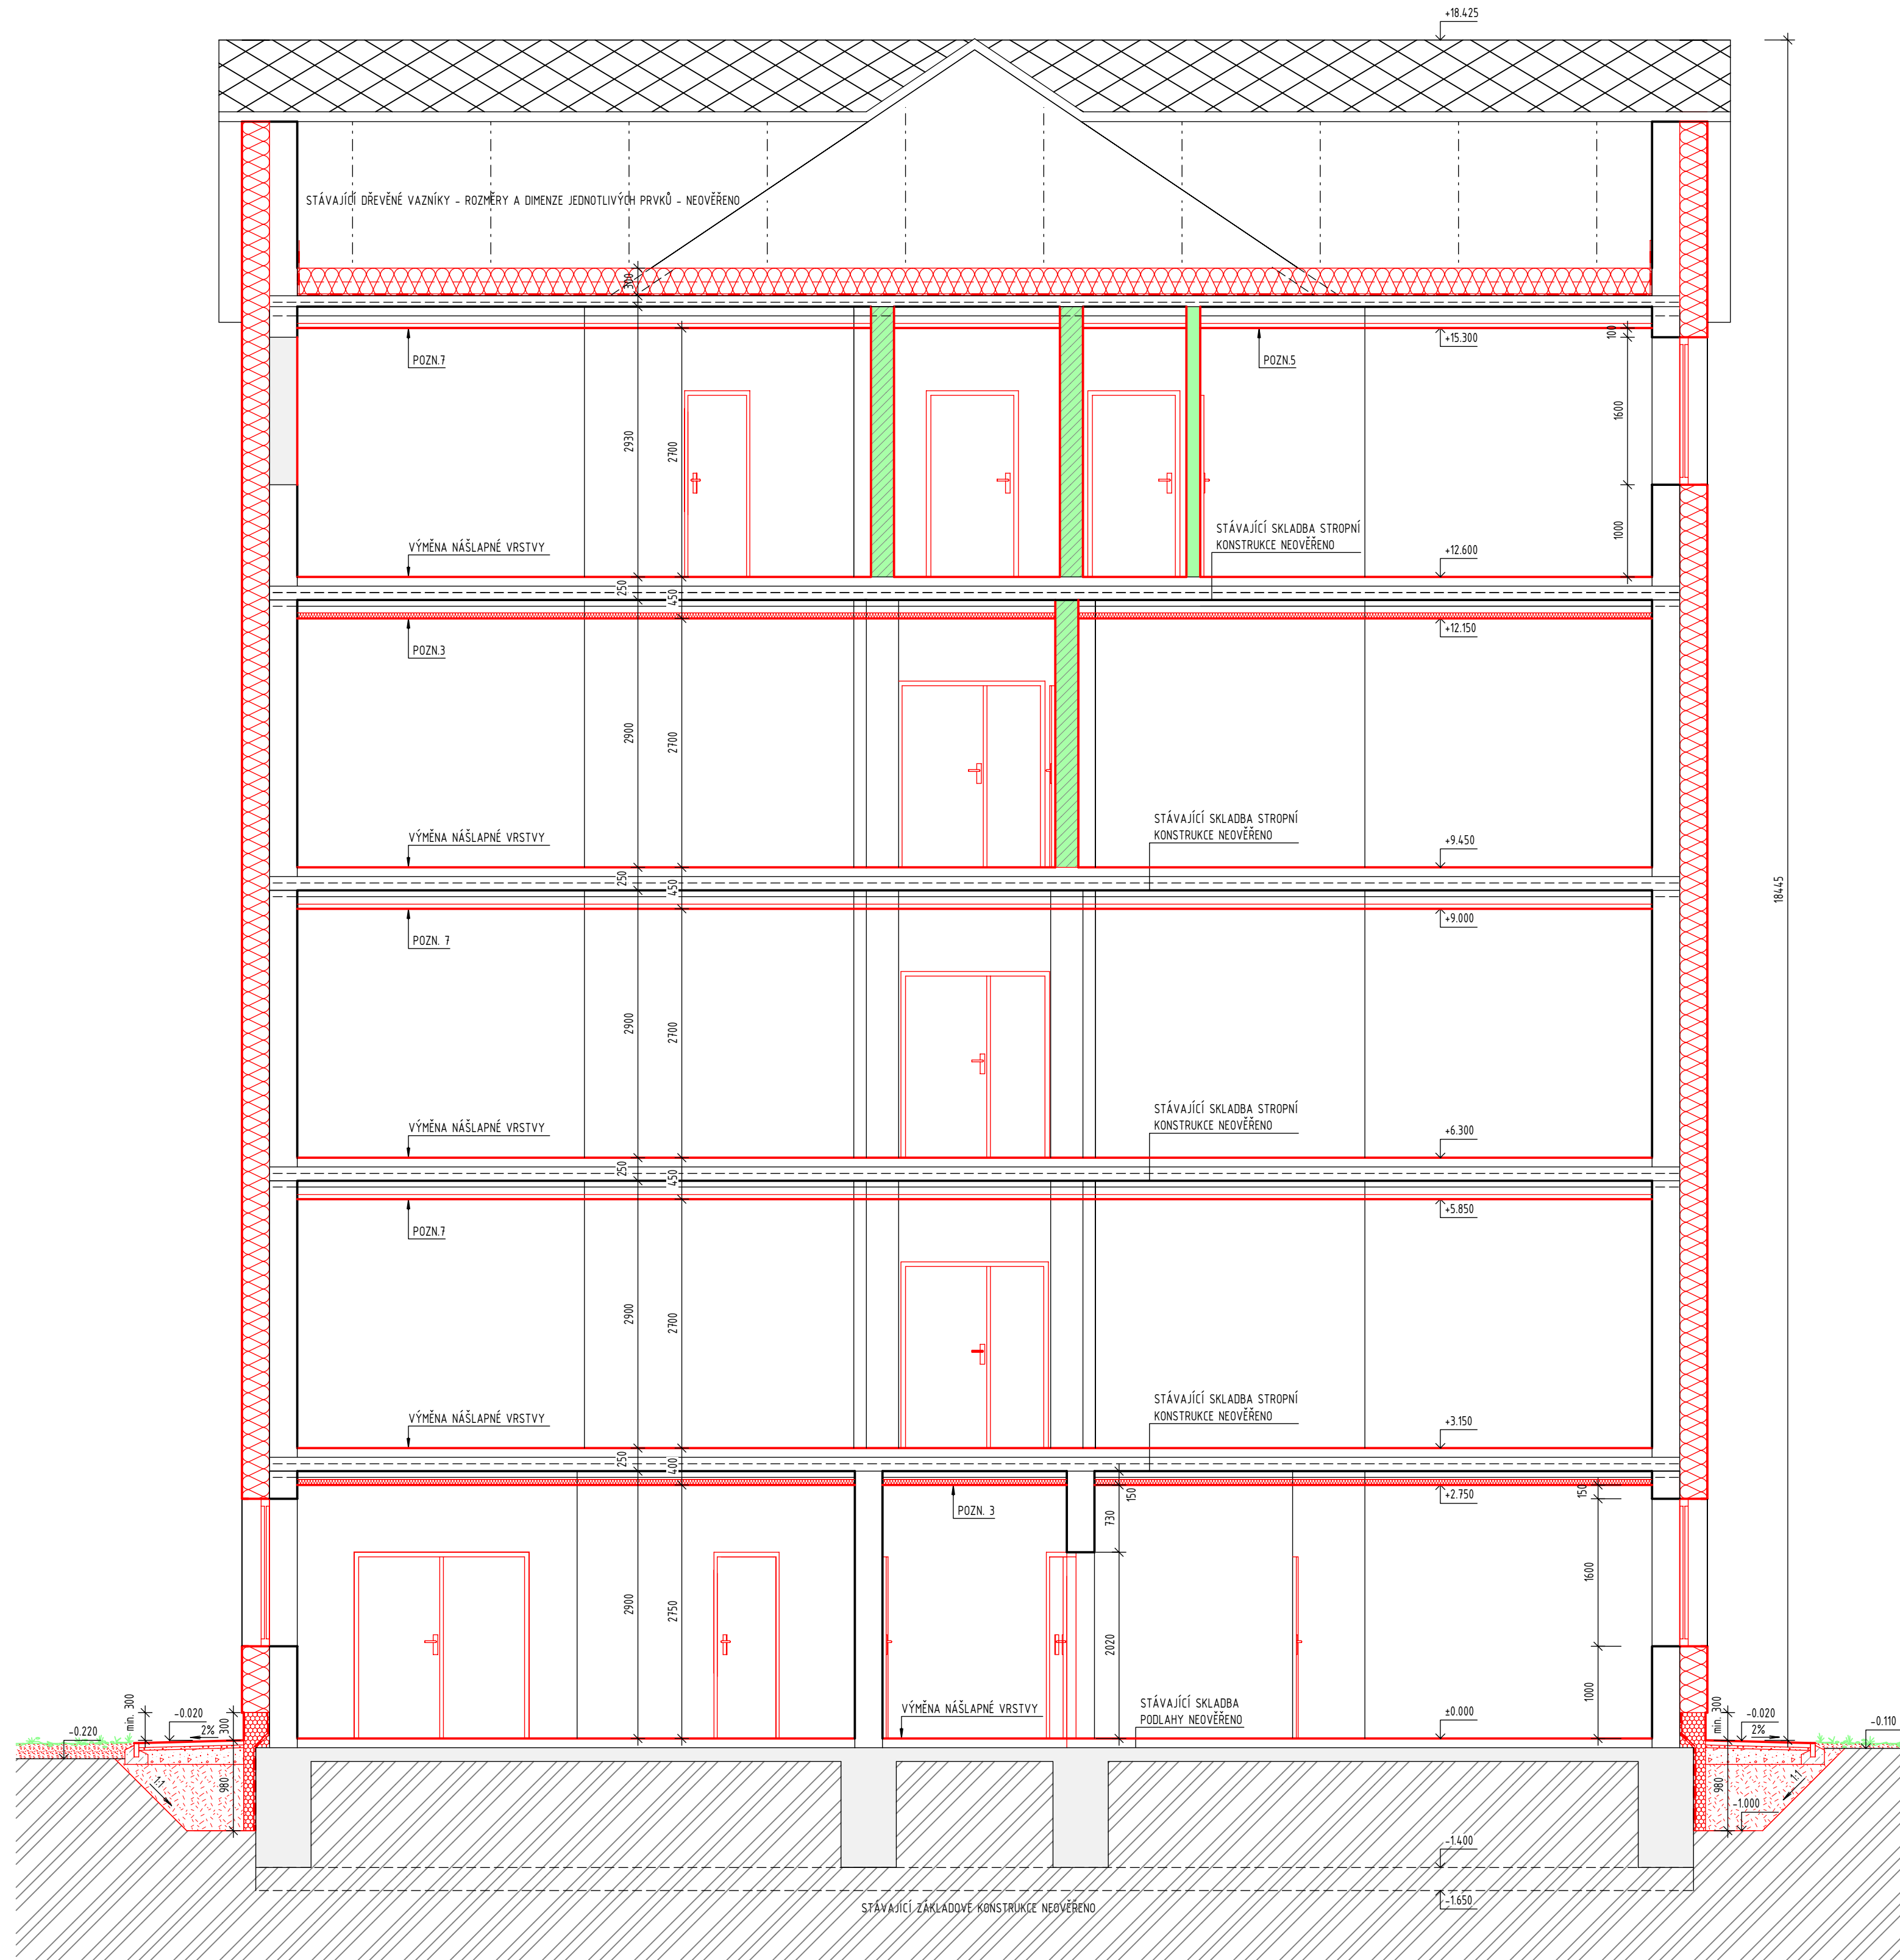 +18.425
STÁVAJÍCÍ DŘEVĚNÉ VAZNÍKY - ROZMĚRY A DIMENZE JEDNOTLIVÝCH PRVKŮ - NEOVĚŘENO
300
100
+15.300
POZN.7
POZN.5
1600
2930
2700
1000
STÁVAJÍCÍ SKLADBA STROPNÍ
KONSTRUKCE NEOVĚŘENO
VÝMĚNA NÁŠLAPNÉ VRSTVY
+12.600
250
450
+12.150
POZN.3
2900
2700
STÁVAJÍCÍ SKLADBA STROPNÍ
KONSTRUKCE NEOVĚŘENO
VÝMĚNA NÁŠLAPNÉ VRSTVY
+9.450
250
450
18445
+9.000
POZN. 7
2900
2700
STÁVAJÍCÍ SKLADBA STROPNÍ
KONSTRUKCE NEOVĚŘENO
VÝMĚNA NÁŠLAPNÉ VRSTVY
+6.300
250
450
+5.850
POZN.7
2900
2700
STÁVAJÍCÍ SKLADBA STROPNÍ
KONSTRUKCE NEOVĚŘENO
VÝMĚNA NÁŠLAPNÉ VRSTVY
+3.150
250
400
150
150
+2.750
POZN. 3
730
1600
2900
2750
2020
1000
min. 300
-0.020
2%
300
-0.220
VÝMĚNA NÁŠLAPNÉ VRSTVY
STÁVAJÍCÍ SKLADBA
PODLAHY NEOVĚŘENO
±0.000
min. 300
-0.020
2%
-0.110
1:1
980
980
1:1
-1.000
-1.400
-1.650
STÁVAJÍCÍ ZÁKLADOVÉ KONSTRUKCE NEOVĚŘENO